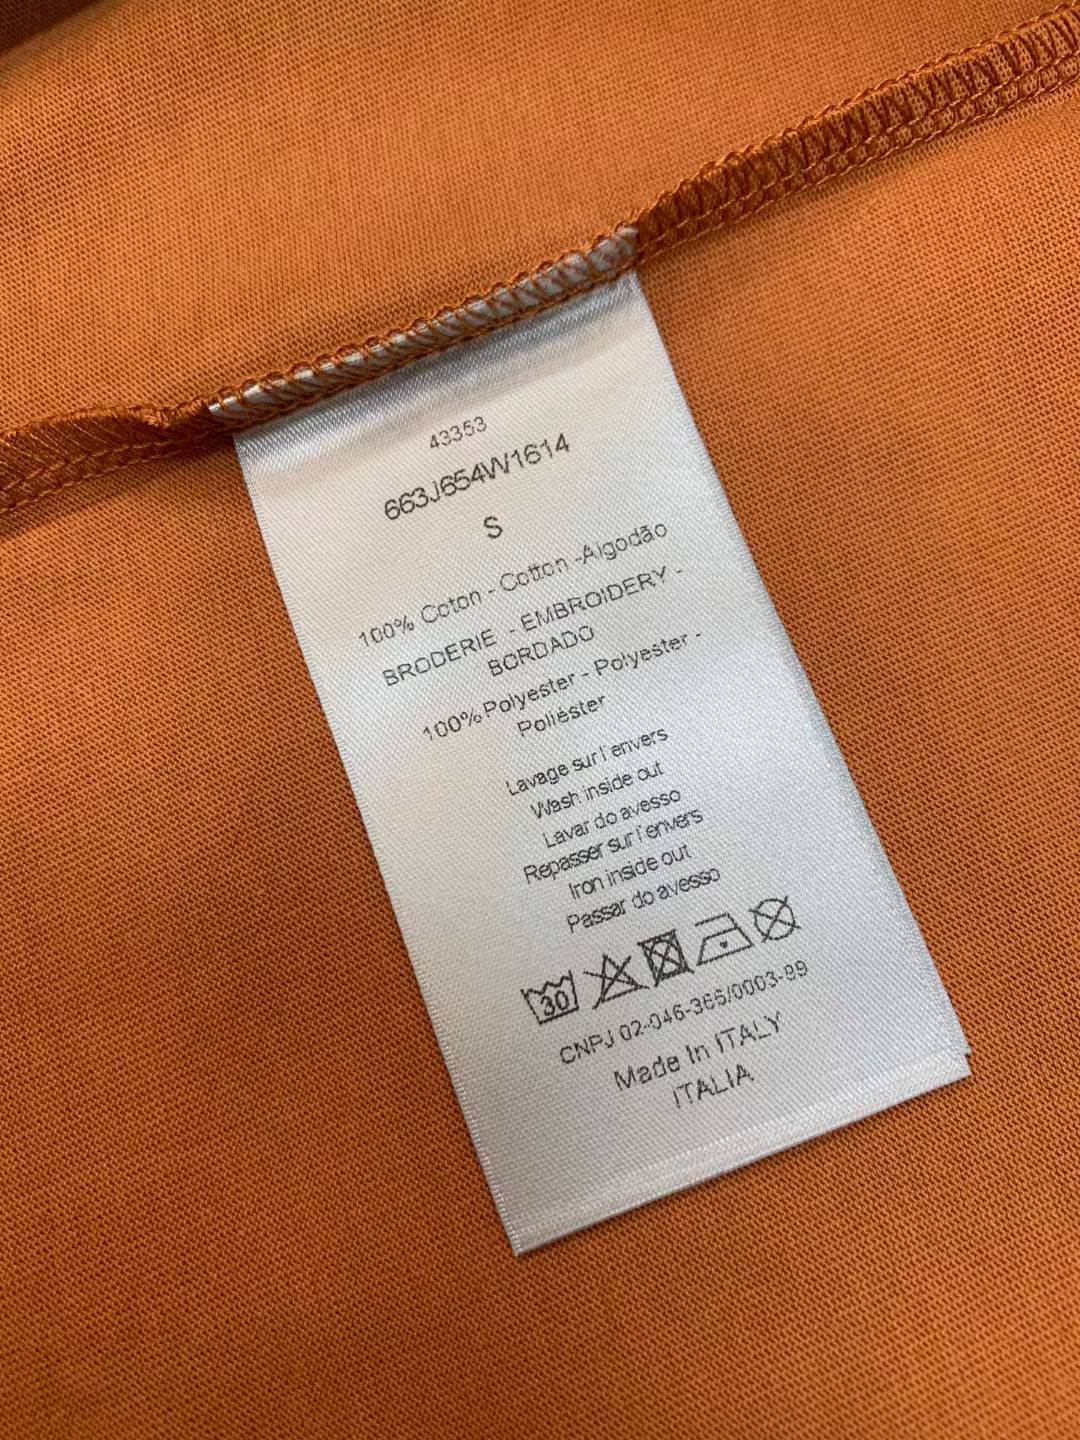 43353
663J654W1614
S
100% Coton - Cotton -Algodão
BRODERIE - EMBROIDERY -
BORDADO
100%Polyester - Polyester -
Poliéster
Lavage sur l'envers
Wash inside out
Lavar do avesso
Repasser sur l'envers
Iron inside out
Passar do avesso
30
CNPJ 02-046-366/0003-89
Made In ITALY
ITALIA